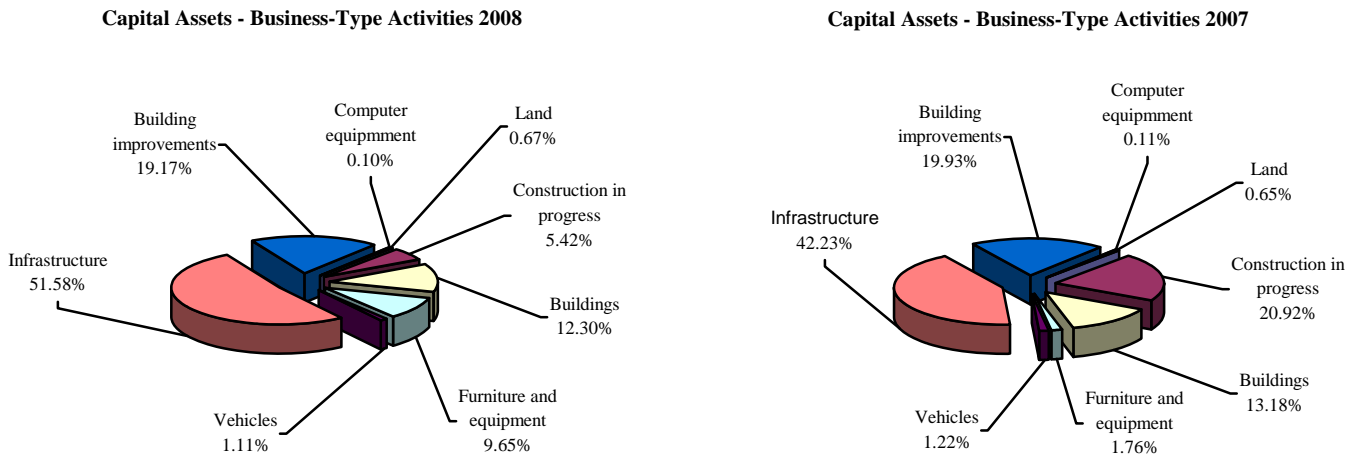 Capital Assets - Business-Type Activities 2008
Building
improvements
19.17%
Computer
equipmment
0.10%
Land
0.67%
Construction in
progress
5.42%
Infrastructure
51.58%
Buildings
12.30%
Vehicles
1.11%
Furniture and
equipment
9.65%
Capital Assets - Business-Type Activities 2007
Building
improvements
19.93%
Computer
equipmment
0.11%
Land
0.65%
Infrastructure
42.23%
Construction in
progress
20.92%
Buildings
13.18%
Vehicles
1.22%
Furniture and
equipment
1.76%